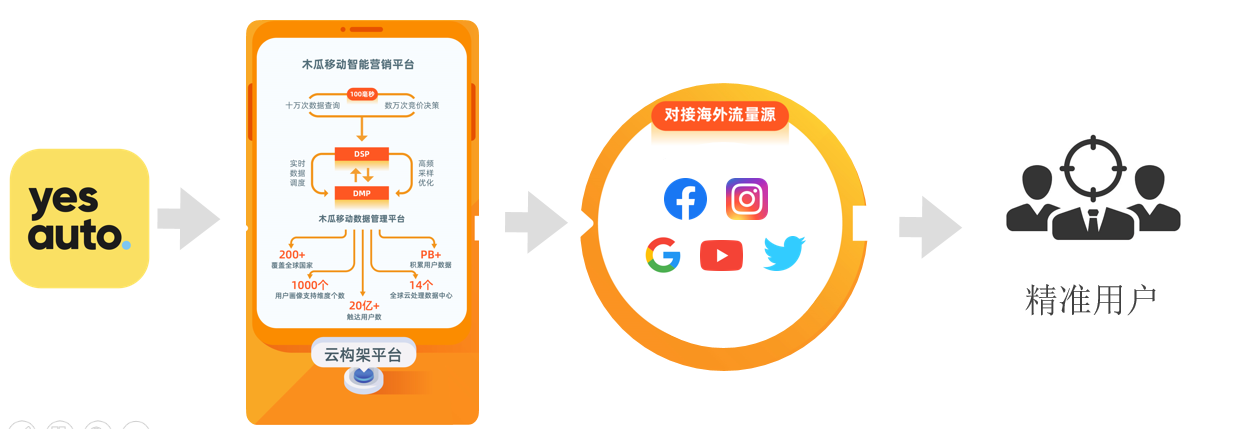 yes
auto.
木瓜移动智能营销平台
100毫秒
十万次数据查询
数万次竞价决策
DSP
实时
数据
调度
高频
采样
优化
DMP
木瓜移动数据管理平台
200+
覆盖全球国家
PB+
积累用户数据
1000个
用户画像支持维度个数
14个
全球云处理数据中心
20亿+
触达用户数
云构架平台
对接海外流量源
精准用户